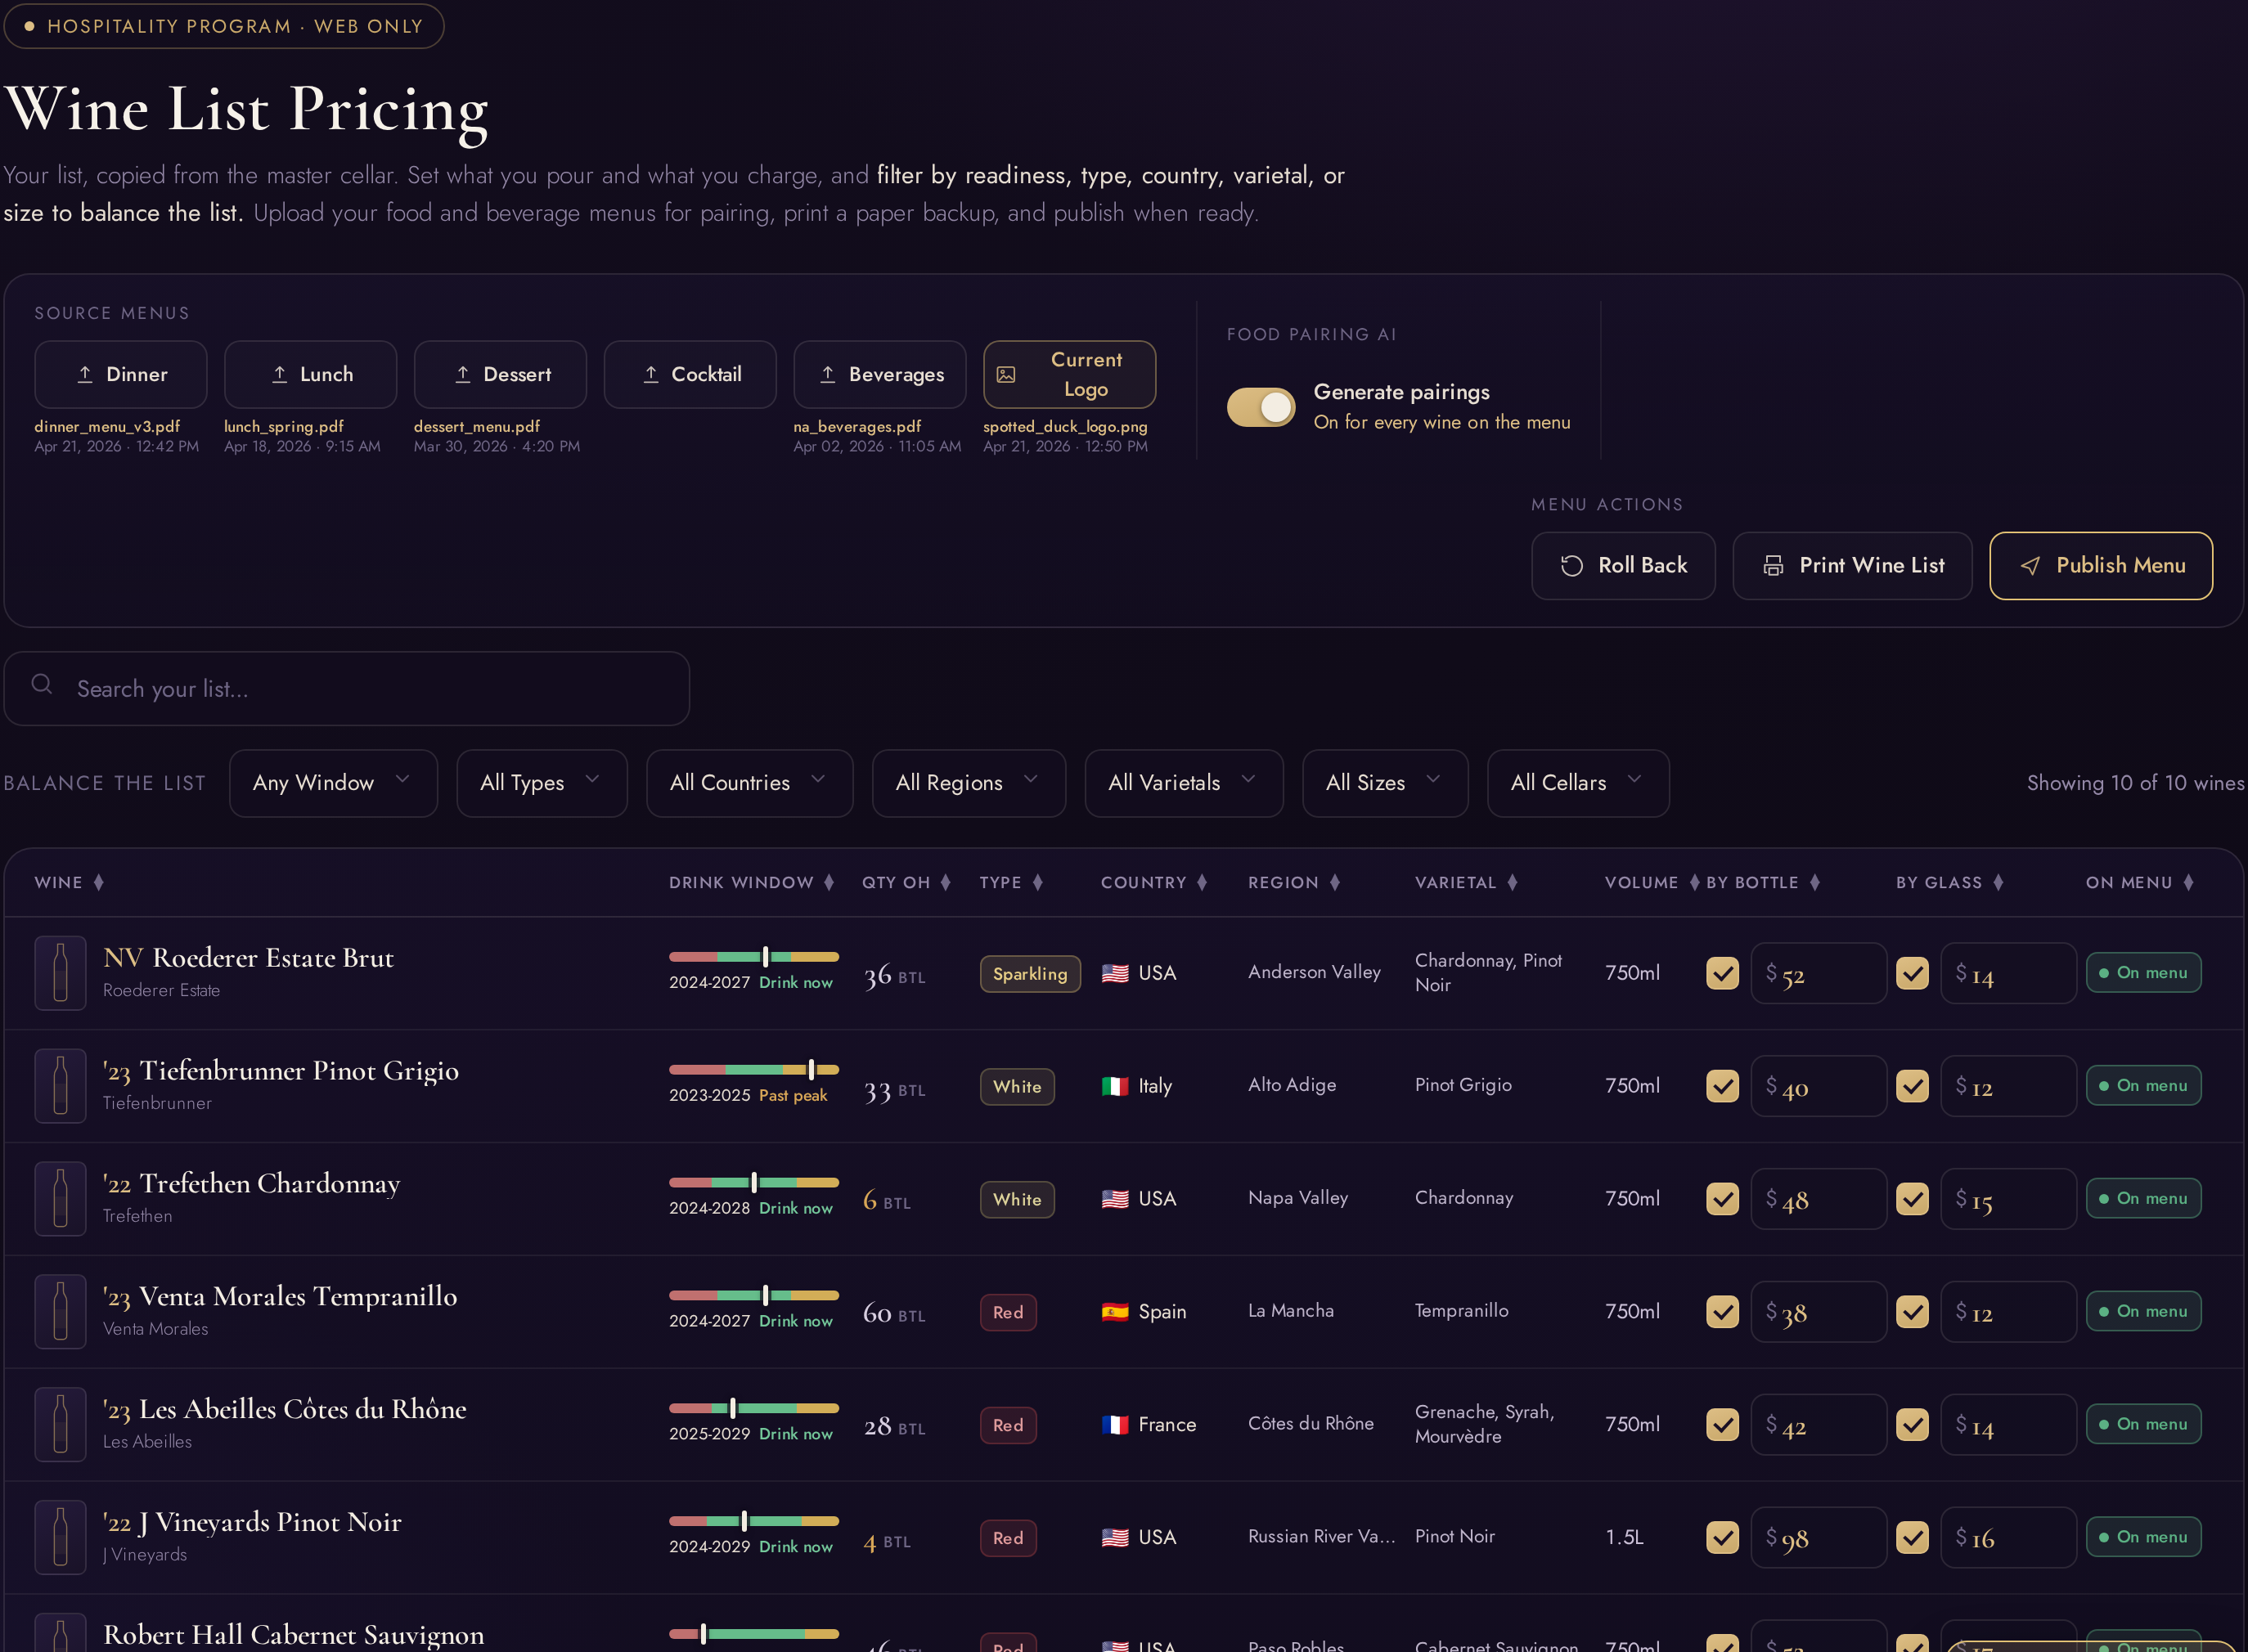 HOSPITALITY PROGRAM · WEB ONLY
Wine List Pricing
Your list, copied from the master cellar. Set what you pour and what you charge, and filter by readiness, type, country, varietal, or
size to balance the list. Upload your food and beverage menus for pairing, print a paper backup, and publish when ready.
SOURCE MENUS
Dinner
dinner_menu_v3.pdf
Apr 21, 2026 · 12:42 PM
Lunch
lunch_spring.pdf
Apr 18, 2026 · 9:15 AM
Dessert
dessert_menu.pdf
Mar 30, 2026 · 4:20 PM
Cocktail
Beverages
na_beverages.pdf
Apr 02, 2026 · 11:05 AM
Current
Logo
spotted_duck_logo.png
Apr 21, 2026 · 12:50 PM
FOOD PAIRING AI
Generate pairings
On for every wine on the menu
MENU ACTIONS
Roll Back
Print Wine List
Publish Menu
Search your list...
BALANCE THE LIST Any Window All Types All Countries All Regions All Varietals All Sizes All Cellars Showing 10 of 10 wines
WINE DRINK WINDOW QTY OH TYPE COUNTRY REGION VARIETAL VOLUME BY BOTTLE BY GLASS ON MENU
NV Roederer Estate Brut
Roederer Estate
2024-2027 Drink now
36 BTL
Sparkling
🇺🇸 USA
Anderson Valley
Chardonnay, Pinot
Noir
750ml
$ 52
$ 14
On menu
'23 Tiefenbrunner Pinot Grigio
Tiefenbrunner
2023-2025 Past peak
33 BTL
White
🇮🇹 Italy
Alto Adige
Pinot Grigio
750ml
$ 40
$ 12
On menu
'22 Trefethen Chardonnay
Trefethen
2024-2028 Drink now
6 BTL
White
🇺🇸 USA
Napa Valley
Chardonnay
750ml
$ 48
$ 15
On menu
'23 Venta Morales Tempranillo
Venta Morales
2024-2027 Drink now
60 BTL
Red
🇪🇸 Spain
La Mancha
Tempranillo
750ml
$ 38
$ 12
On menu
'23 Les Abeilles Côtes du Rhône
Les Abeilles
2025-2029 Drink now
28 BTL
Red
🇫🇷 France
Côtes du Rhône
Grenache, Syrah,
Mourvèdre
750ml
$ 42
$ 14
On menu
'22 J Vineyards Pinot Noir
J Vineyards
2024-2029 Drink now
4 BTL
Red
🇺🇸 USA
Russian River Va...
Pinot Noir
1.5L
$ 98
$ 16
On menu
Robert Hall Cabernet Sauvignon
Red
🇺🇸 USA
Paso Robles
Cabernet Sauvignon
750ml
On menu